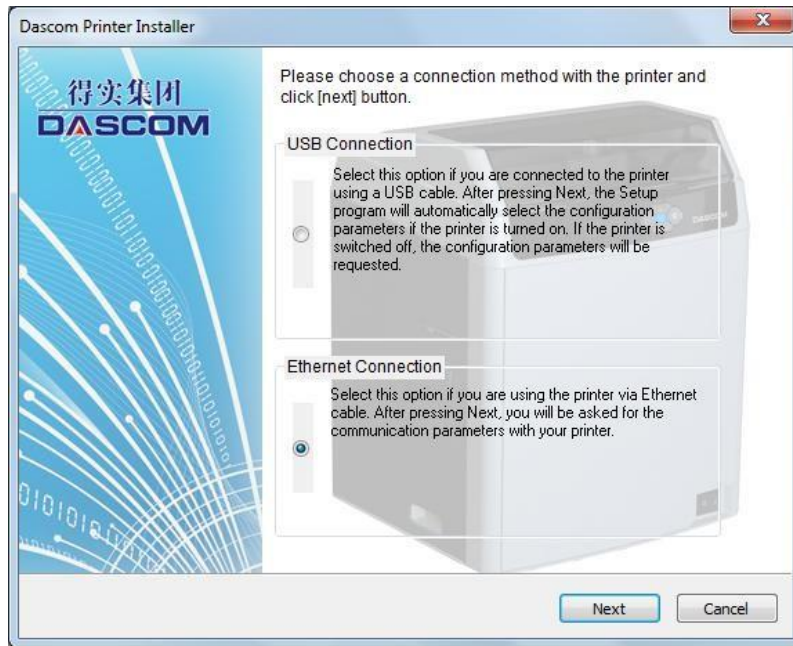 Dascom Printer Installer
得实集团
DASCOM
Please choose a connection method with the printer and
click [next] button.
USB Connection
Select this option if you are connected to the printer
using a USB cable. After pressing Next, the Setup
program will automatically select the configuration
parameters if the printer is turned on. If the printer is
switched off, the configuration parameters will be
requested.
Ethernet Connection
Select this option if you are using the printer via Ethernet
cable. After pressing Next, you will be asked for the
communication parameters with your printer.
Next
Cancel